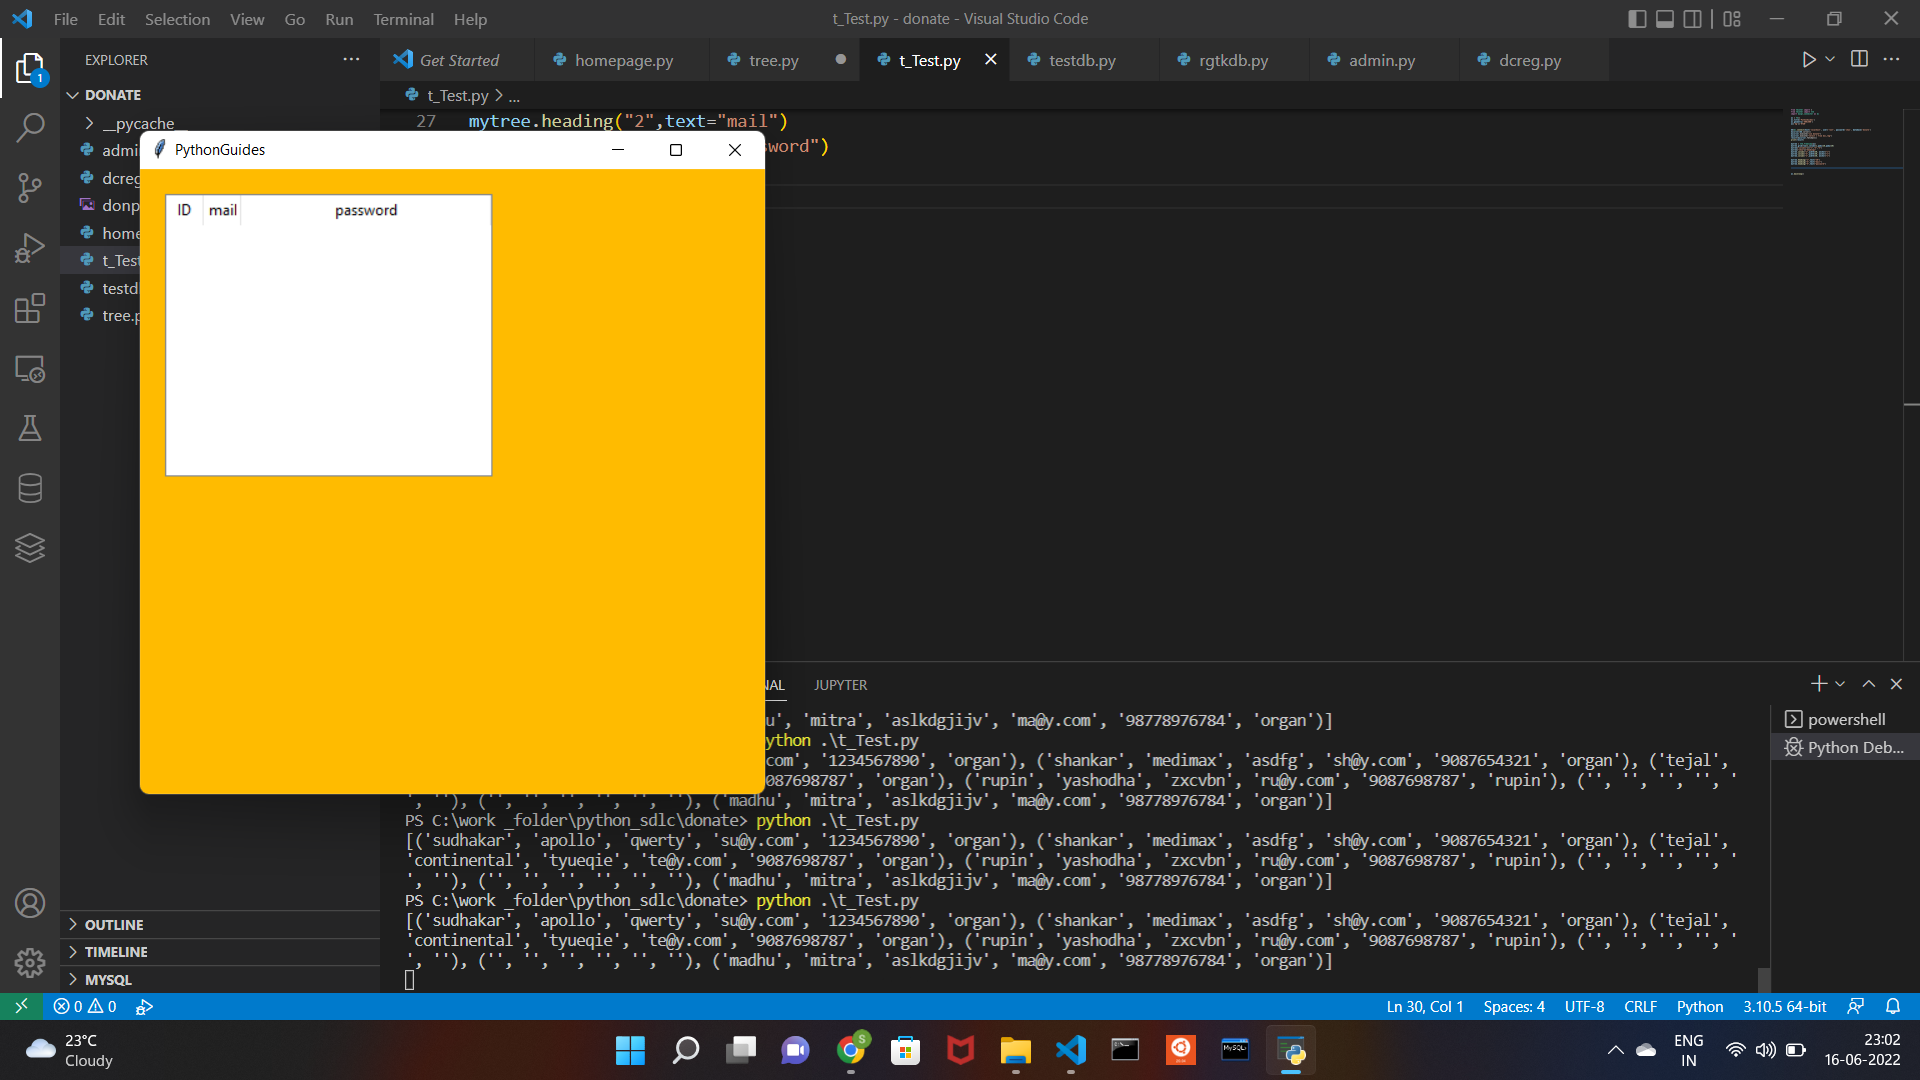 File Edit Selection View Go Run Terminal Help
t_Test.py - donate - Visual Studio Code
EXPLORER
Get Started
homepage.py
tree.py
t_Test.py
testdb.py
rgtkdb.py
admin.py
dcreg.py
DONATE
t_Test.py > ...
__pycache__
27 mytree.heading("2",text="mail")
word")
admi
PythonGuides
dcreg
donp
home
t_Test
testd
tree.p
ID mail password
NAL JUPYTER
powershell
Python Deb...
u', 'mitra', 'aslkdgjijv', 'ma@y.com', '98778976784', 'organ')]
ython .\t_Test.py
com', '1234567890', 'organ'), ('shankar', 'medimax', 'asdfg', 'sh@y.com', '9087654321', 'organ'), ('tejal',
9087698787', 'organ'), ('rupin', 'yashodha', 'zxcvbn', 'ru@y.com', '9087698787', 'rupin'), ('', '', '', '', '
', ''), ('', '', '', '', '', ''), ('madhu', 'mitra', 'aslkdgjijv', 'ma@y.com', '98778976784', 'organ')]
PS C:\work _folder\python_sdlc\donate> python .\t_Test.py
[('sudhakar', 'apollo', 'qwerty', 'su@y.com', '1234567890', 'organ'), ('shankar', 'medimax', 'asdfg', 'sh@y.com', '9087654321', 'organ'), ('tejal',
'continental', 'tyueqie', 'te@y.com', '9087698787', 'organ'), ('rupin', 'yashodha', 'zxcvbn', 'ru@y.com', '9087698787', 'rupin'), ('', '', '', '', '
', ''), ('', '', '', '', '', ''), ('madhu', 'mitra', 'aslkdgjijv', 'ma@y.com', '98778976784', 'organ')]
PS C:\work _folder\python_sdlc\donate> python .\t_Test.py
[('sudhakar', 'apollo', 'qwerty', 'su@y.com', '1234567890', 'organ'), ('shankar', 'medimax', 'asdfg', 'sh@y.com', '9087654321', 'organ'), ('tejal',
'continental', 'tyueqie', 'te@y.com', '9087698787', 'organ'), ('rupin', 'yashodha', 'zxcvbn', 'ru@y.com', '9087698787', 'rupin'), ('', '', '', '', '
', ''), ('', '', '', '', '', ''), ('madhu', 'mitra', 'aslkdgjijv', 'ma@y.com', '98778976784', 'organ')]
OUTLINE
TIMELINE
MYSQL
0 0
Ln 30, Col 1 Spaces: 4 UTF-8 CRLF Python 3.10.5 64-bit
23°C
Cloudy
ENG
IN
23:02
16-06-2022